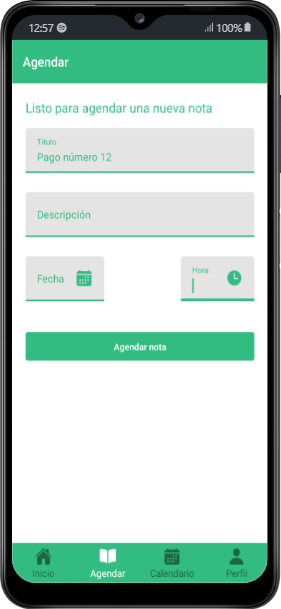 12:57
100%
Agendar
Listo para agendar una nueva nota
Titulo
Pago número 12
Descripción
Fecha
Hora
Agendar nota
Inicio
Agendar
Calendario
Perfil